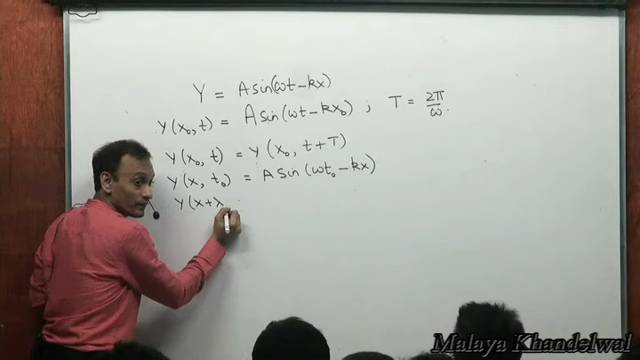 Y = A sin(ωt - kx)
y(x₀, t) = A sin(ωt - kx₀) ; T = 2π/ω.
y(x₀, t) = y(x₀, t + T)
y(x, t₀) = A sin(ωt₀ - kx)
y(x+λ
Malaya Khandelwal